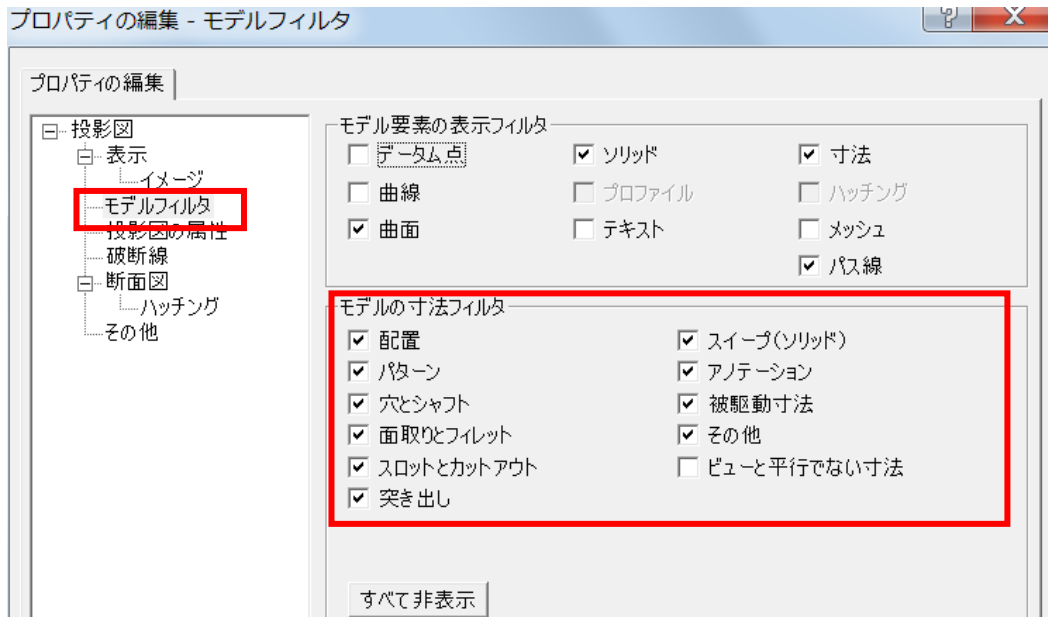 プロパティの編集 - モデルフィルタ
プロパティの編集
投影図
表示
イメージ
モデルフィルタ
投影図の属性
破断線
断面図
ハッチング
その他
モデル要素の表示フィルタ
データム点 ソリッド 寸法
曲線 プロファイル ハッチング
曲面 テキスト メッシュ
パス線
モデルの寸法フィルタ
配置 スイープ(ソリッド)
パターン アノテーション
穴とシャフト 被駆動寸法
面取りとフィレット その他
スロットとカットアウト ビューと平行でない寸法
突き出し
すべて非表示